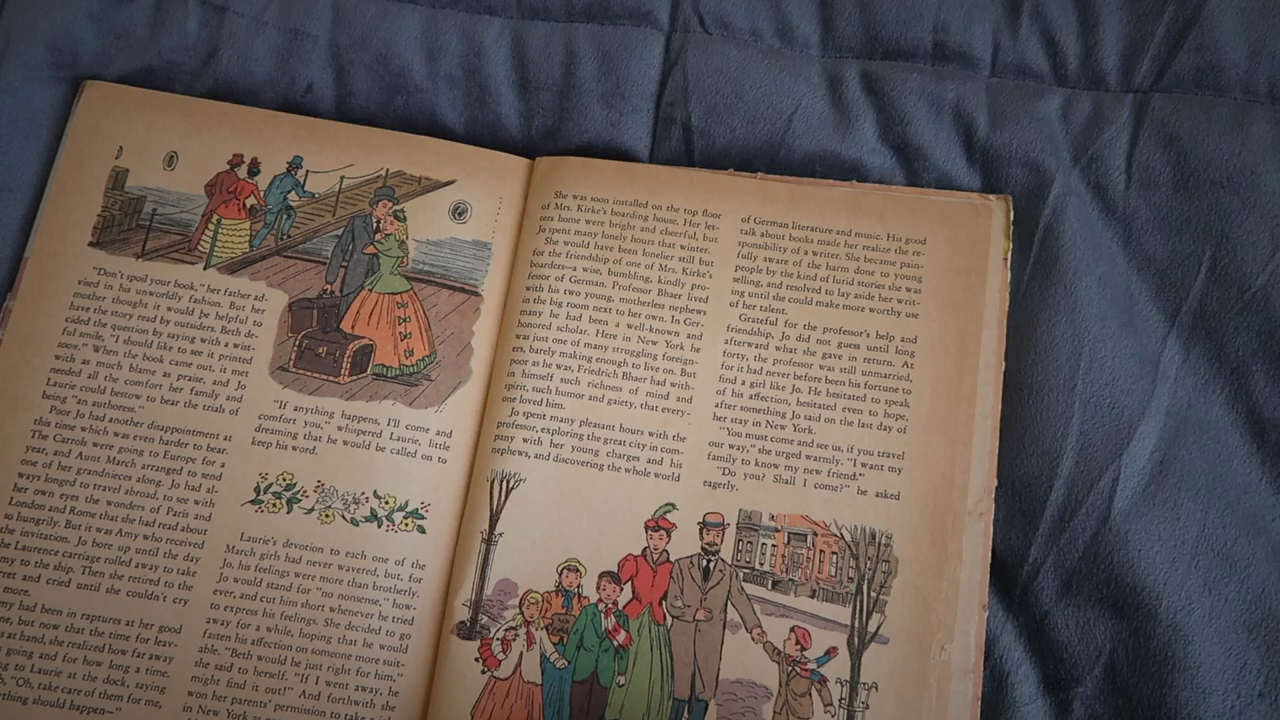 "Don't spoil your book," her father ad-
vised in his unworldly fashion. But her
mother thought it would be helpful to
have the story read by outsiders. Beth de-
cided the question by saying with a wist-
ful smile, "I should like to see it printed
soon." When the book came out, it met
with as much blame as praise, and Jo
needed all the comfort her family and
Laurie could bestow to bear the trials of
being "an authoress."
Poor Jo had another disappointment at
this time which was even harder to bear.
The Carrols were going to Europe for a
year, and Aunt March arranged to send
one of her grandnieces along. Jo had al-
ways longed to travel abroad, to see with
her own eyes the wonders of Paris and
London and Rome that she had read about
so hungrily. But it was Amy who received
the invitation. Jo bore up until the day
he Laurence carriage rolled away to take
my to the ship. Then she retired to the
ret and cried until she couldn't cry
more.
my had been in raptures at her good
ne, but now that the time for leav-
s at hand, she realized how far away
going and for how long a time.
ng to Laurie at the dock, saying
b, "Oh, take care of them for me,
ything should happen—"
"If anything happens, I'll come and
comfort you," whispered Laurie, little
dreaming that he would be called on to
keep his word.
Laurie's devotion to each one of the
March girls had never wavered, but, for
Jo, his feelings were more than brotherly.
Jo would stand for "no nonsense," how-
ever, and cut him short whenever he tried
to express his feelings. She decided to go
away for a while, hoping that he would
fasten his affection on someone more suit-
able. "Beth would be just right for him,"
she said to herself. "If I went away, he
might find it out!" And forthwith she
won her parents' permission to take a
in New York
She was soon installed on the top floor
of Mrs. Kirke's boarding house. Her let-
ters home were bright and cheerful, but
Jo spent many lonely hours that winter.
She would have been lonelier still but
for the friendship of one of Mrs. Kirke's
boarders—a wise, bumbling, kindly pro-
fessor of German. Professor Bhaer lived
with his two young, motherless nephews
in the big room next to her own. In Ger-
many he had been a well-known and
honored scholar. Here in New York he
was just one of many struggling foreign-
ers, barely making enough to live on. But
poor as he was, Friedrich Bhaer had with-
in himself such richness of mind and
spirit, such humor and gaiety, that every-
one loved him.
Jo spent many pleasant hours with the
professor, exploring the great city in com-
pany with her young charges and his
nephews, and discovering the whole world
of German literature and music. His good
talk about books made her realize the re-
sponsibility of a writer. She became pain-
fully aware of the harm done to young
people by the kind of lurid stories she was
selling, and resolved to lay aside her writ-
ing until she could make more worthy use
of her talent.
Grateful for the professor's help and
friendship, Jo did not guess until long
afterward what she gave in return. At
forty, the professor was still unmarried,
for it had never before been his fortune to
find a girl like Jo. He hesitated to speak
of his affection, hesitated even to hope,
after something Jo said on the last day of
her stay in New York.
"You must come and see us, if you travel
our way," she urged warmly. "I want my
family to know my new friend."
"Do you? Shall I come?" he asked
eagerly.